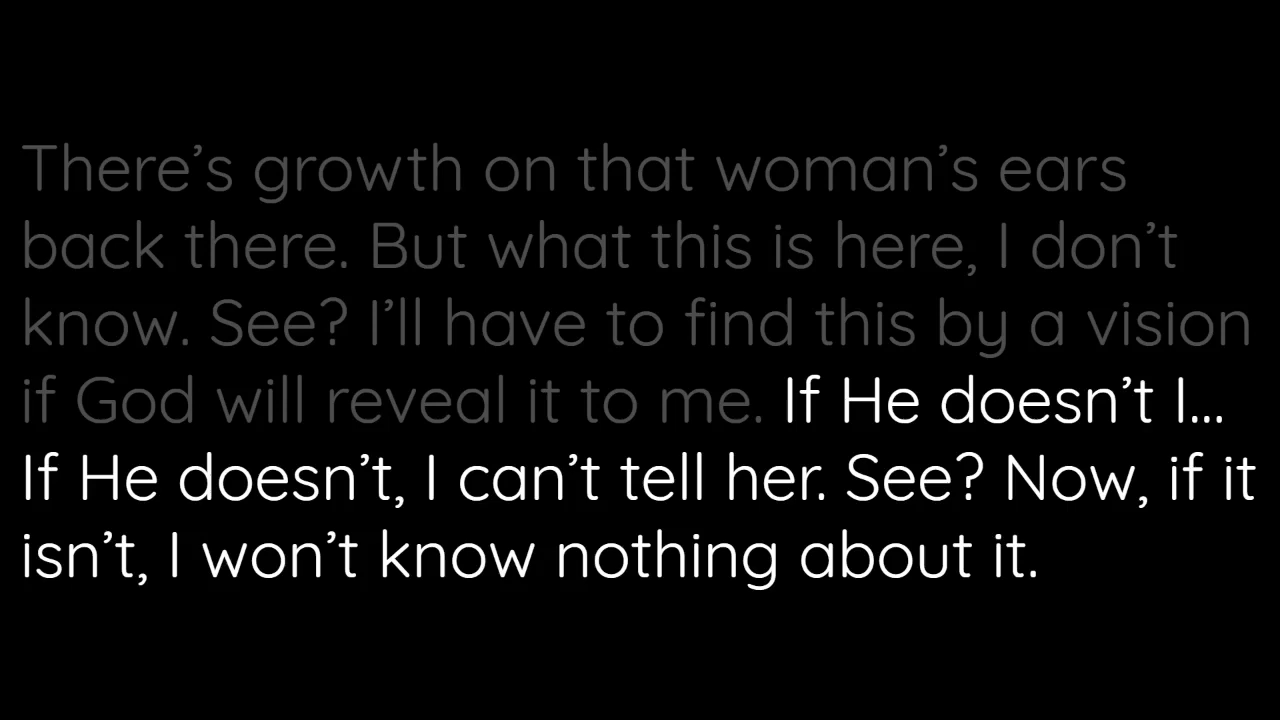 There’s growth on that woman’s ears
back there. But what this is here, I don’t
know. See? I’ll have to find this by a vision
if God will reveal it to me. If He doesn’t I...
If He doesn’t, I can’t tell her. See? Now, if it
isn’t, I won’t know nothing about it.